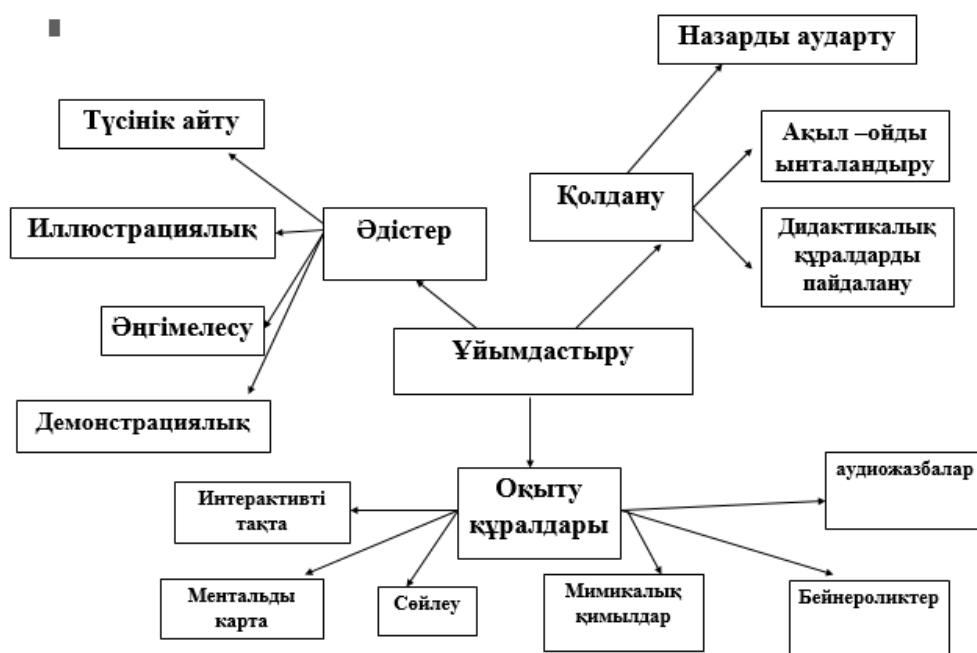 Назарды аударту
Түсінік айту
Ақыл –ойды
ынталандыру
Қолдану
Иллюстрациялық
Әдістер
Дидактикалық
құралдарды
пайдалану
Әңгімелесу
Ұйымдастыру
Демонстрациялық
Оқыту
құралдары
аудиожазбалар
Интерактивті
тақта
Ментальды
карта
Сөйлеу
Мимикалық
қимылдар
Бейнероликтер